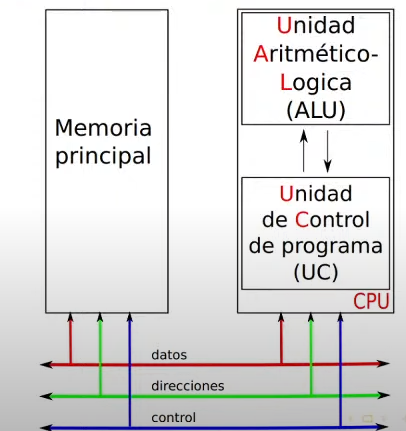 Memoria
principal
Unidad
Aritmético-
Logica
(ALU)
Unidad
de Control
de programa
(UC)
CPU
datos
direcciones
control